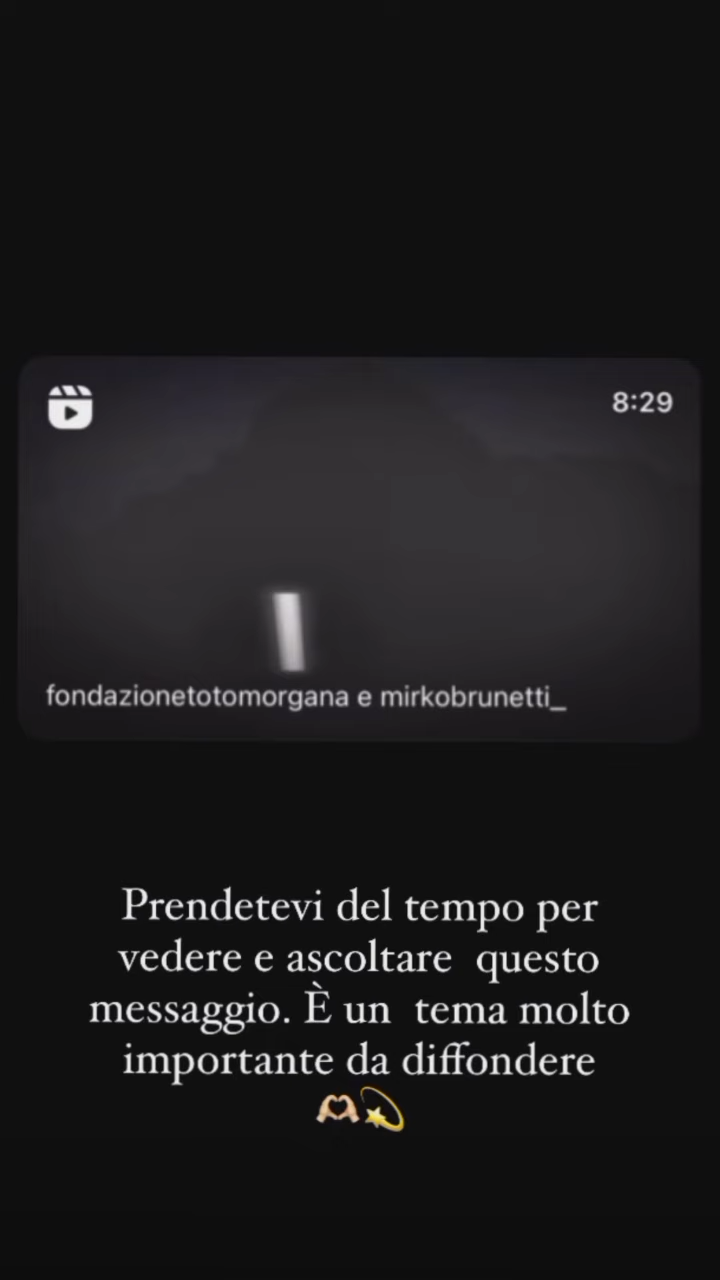 8:29
fondazionetotomorgana e mirkobrunetti_
Prendetevi del tempo per
vedere e ascoltare  questo
messaggio. È un  tema molto
importante da diffondere
🫶🏼💫